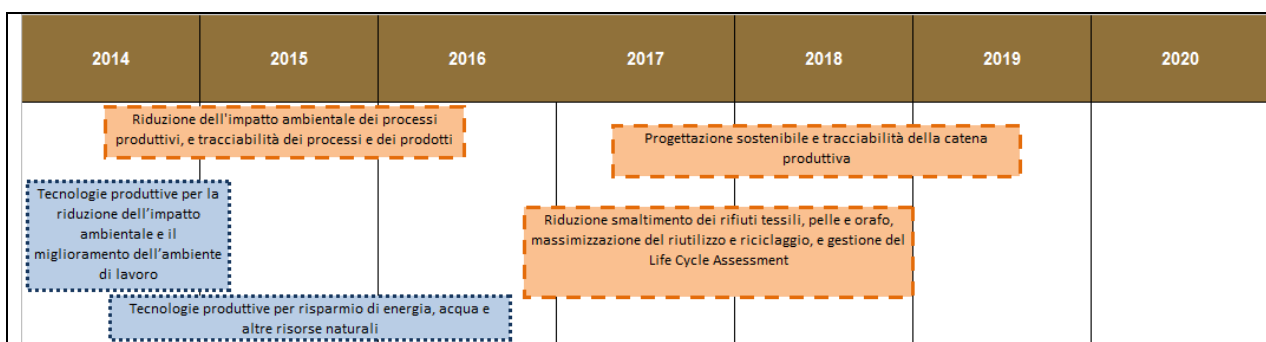 2014 2015 2016 2017 2018 2019 2020
Riduzione dell'impatto ambientale dei processi
produttivi, e tracciabilità dei processi e dei prodotti
Progettazione sostenibile e tracciabilità della catena
produttiva
Tecnologie produttive per la
riduzione dell’impatto
ambientale e il
miglioramento dell’ambiente
di lavoro
Riduzione smaltimento dei rifiuti tessili, pelle e orafo,
massimizzazione del riutilizzo e riciclaggio, e gestione del
Life Cycle Assessment
Tecnologie produttive per risparmio di energia, acqua e
altre risorse naturali